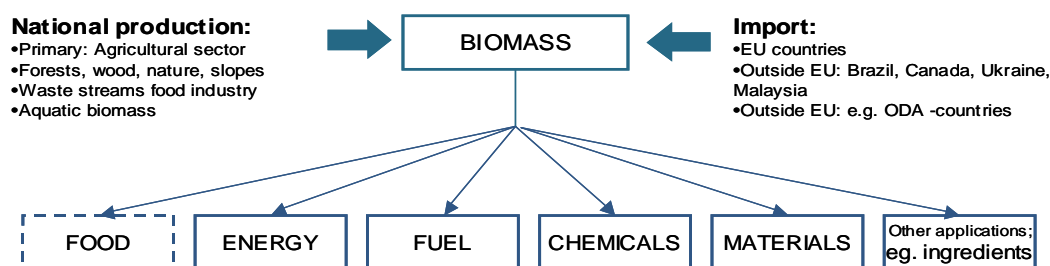 National production:
•Primary: Agricultural sector
•Forests, wood, nature, slopes
•Waste streams food industry
•Aquatic biomass
BIOMASS
Import:
•EU countries
•Outside EU: Brazil, Canada, Ukraine,
Malaysia
•Outside EU: e.g. ODA -countries
FOOD
ENERGY
FUEL
CHEMICALS
MATERIALS
Other applications;
eg. ingredients